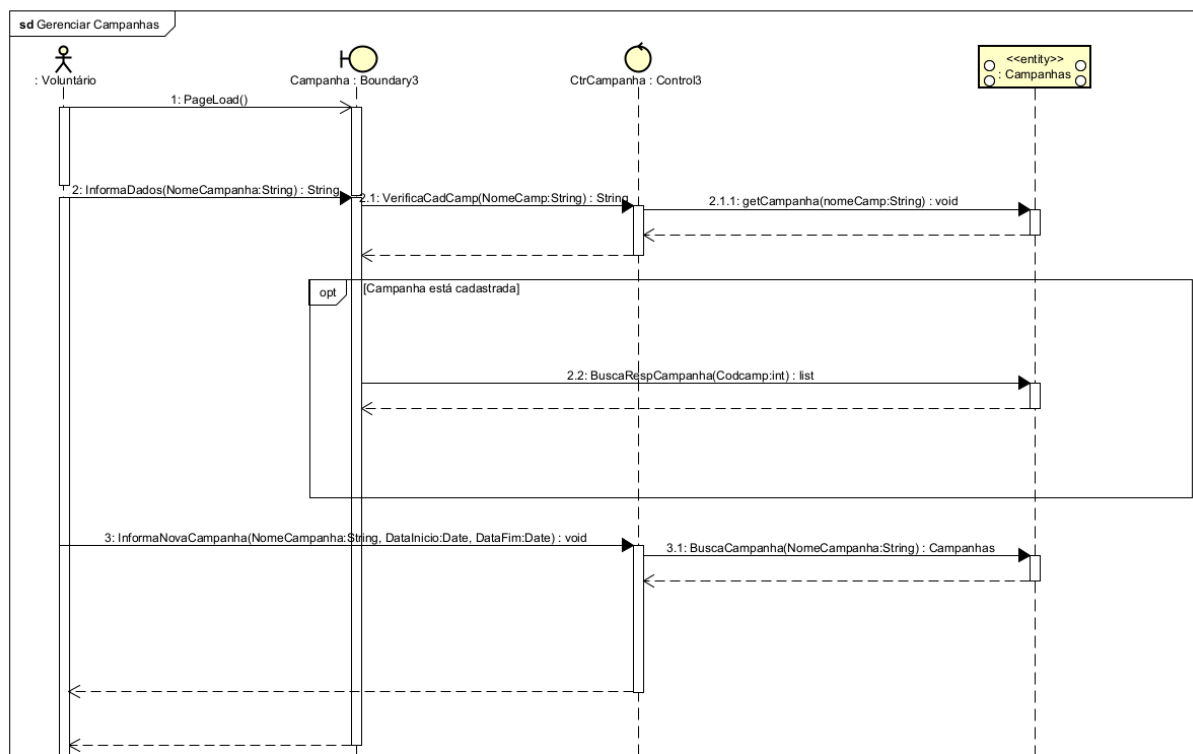 sd Gerenciar Campanhas
: Voluntário
Campanha : Boundary3
CtrCampanha : Control3
<<entity>>
: Campanhas
1: PageLoad()
2: InformaDados(NomeCampanha:String) : String
2.1: VerificaCadCamp(NomeCamp:String) : String
2.1.1: getCampanha(nomeCamp:String) : void
opt
[Campanha está cadastrada]
2.2: BuscaRespCampanha(Codcamp:int) : list
3: InformaNovaCampanha(NomeCampanha:String, DataInicio:Date, DataFim:Date) : void
3.1: BuscaCampanha(NomeCampanha:String) : Campanhas